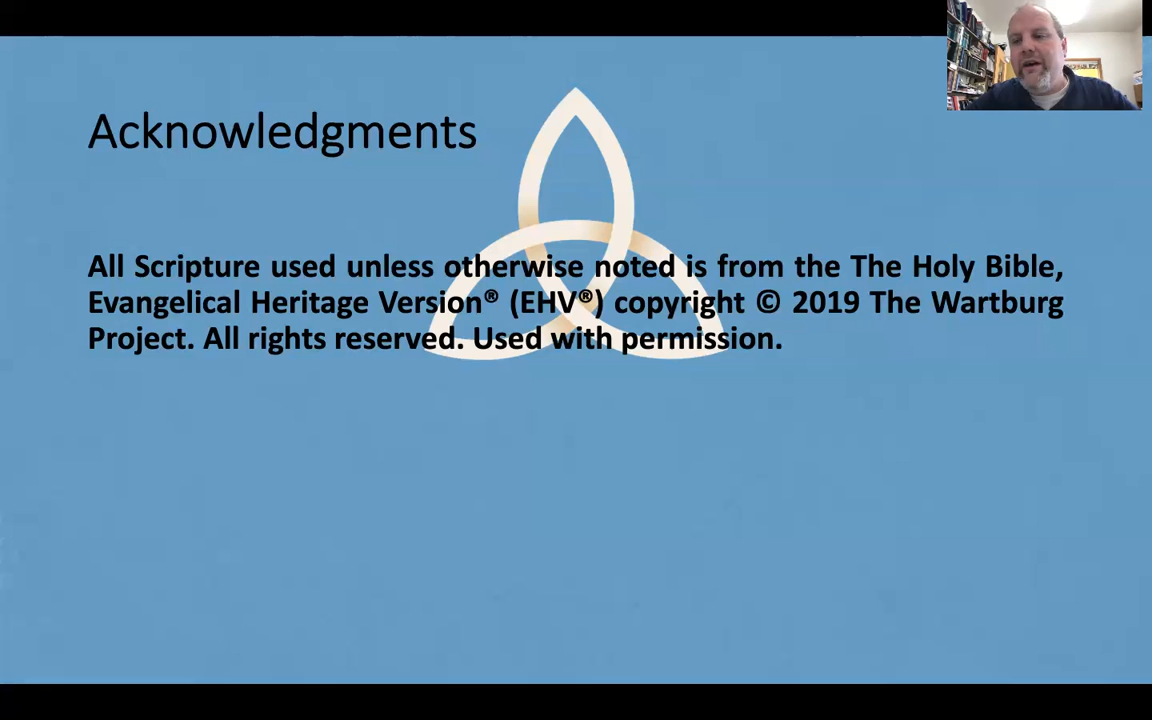 Acknowledgments
All Scripture used unless otherwise noted is from the The Holy Bible,
Evangelical Heritage Version® (EHV®) copyright © 2019 The Wartburg
Project. All rights reserved. Used with permission.